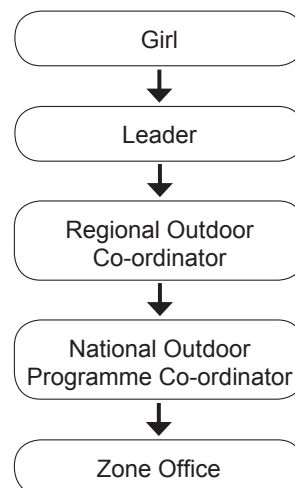 Girl
Leader
Regional Outdoor
Co-ordinator
National Outdoor
Programme Co-ordinator
Zone Office